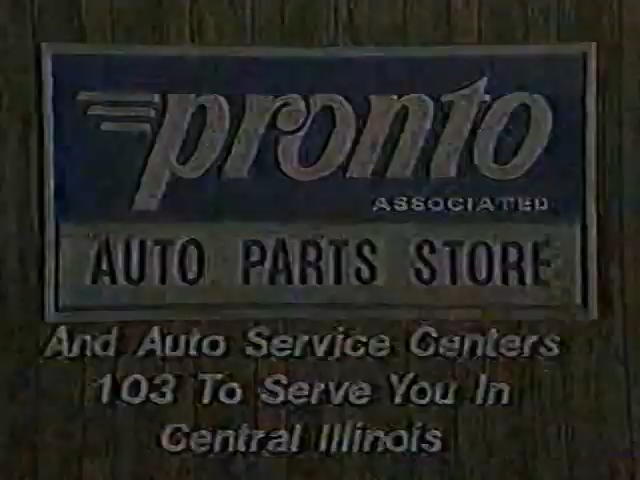 pronto
ASSOCIATED
AUTO PARTS STORE
And Auto Service Centers
103 To Serve You In
Central Illinois